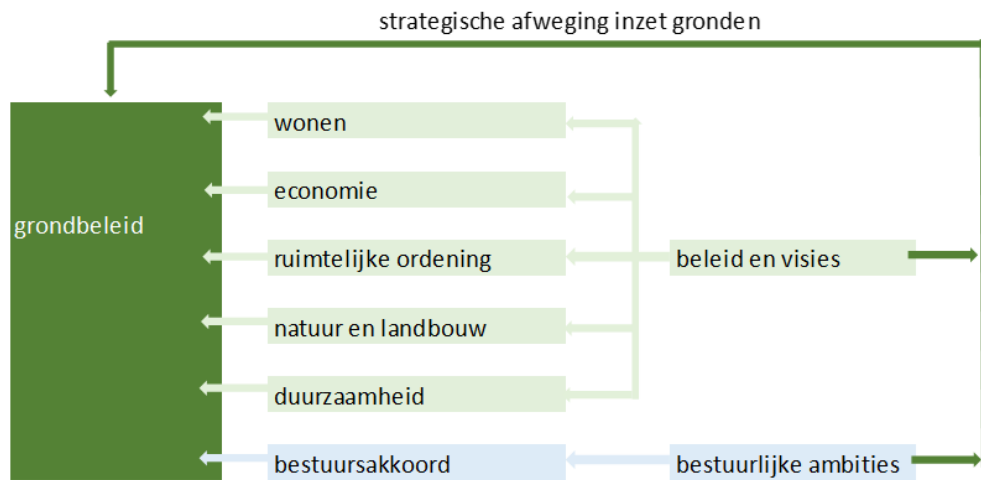 strategische afweging inzet gronden
wonen
economie
grondbeleid
ruimtelijke ordening
beleid en visies
natuur en landbouw
duurzaamheid
bestuursakkoord
bestuurlijke ambities